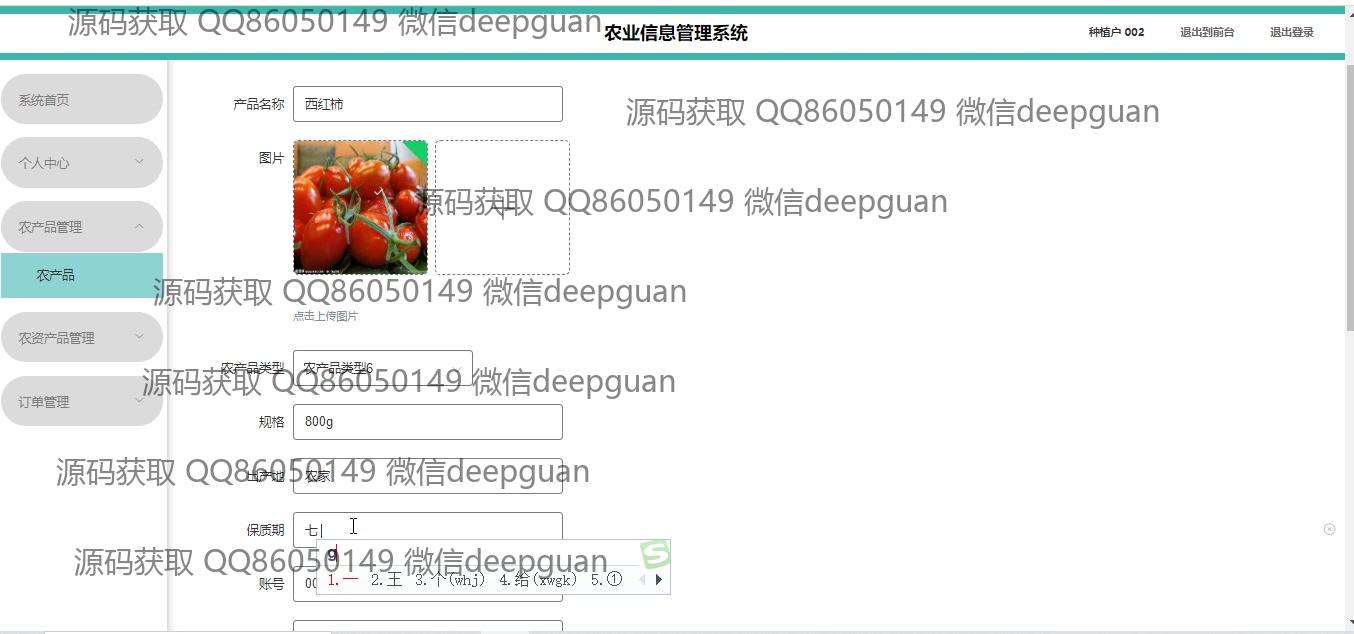 源码获取 QQ86050149 微信deepguan
农业信息管理系统
种植户 002
退出到前台
退出登录
系统首页
个人中心
农产品管理
农产品
农资产品管理
订单管理
产品名称
西红柿
源码获取 QQ86050149 微信deepguan
图片
源码获取 QQ86050149 微信deepguan
源码获取 QQ86050149 微信deepguan
点击上传图片
农产品类型
农产品类型6
源码获取 QQ86050149 微信deepguan
规格
800g
源码获取 QQ86050149 微信deepguan
出产地
农家
保质期
七
源码获取 QQ86050149 微信deepguan
g
1.一 2.王 3.个(whj) 4.给(xwgk) 5.①
账号
00